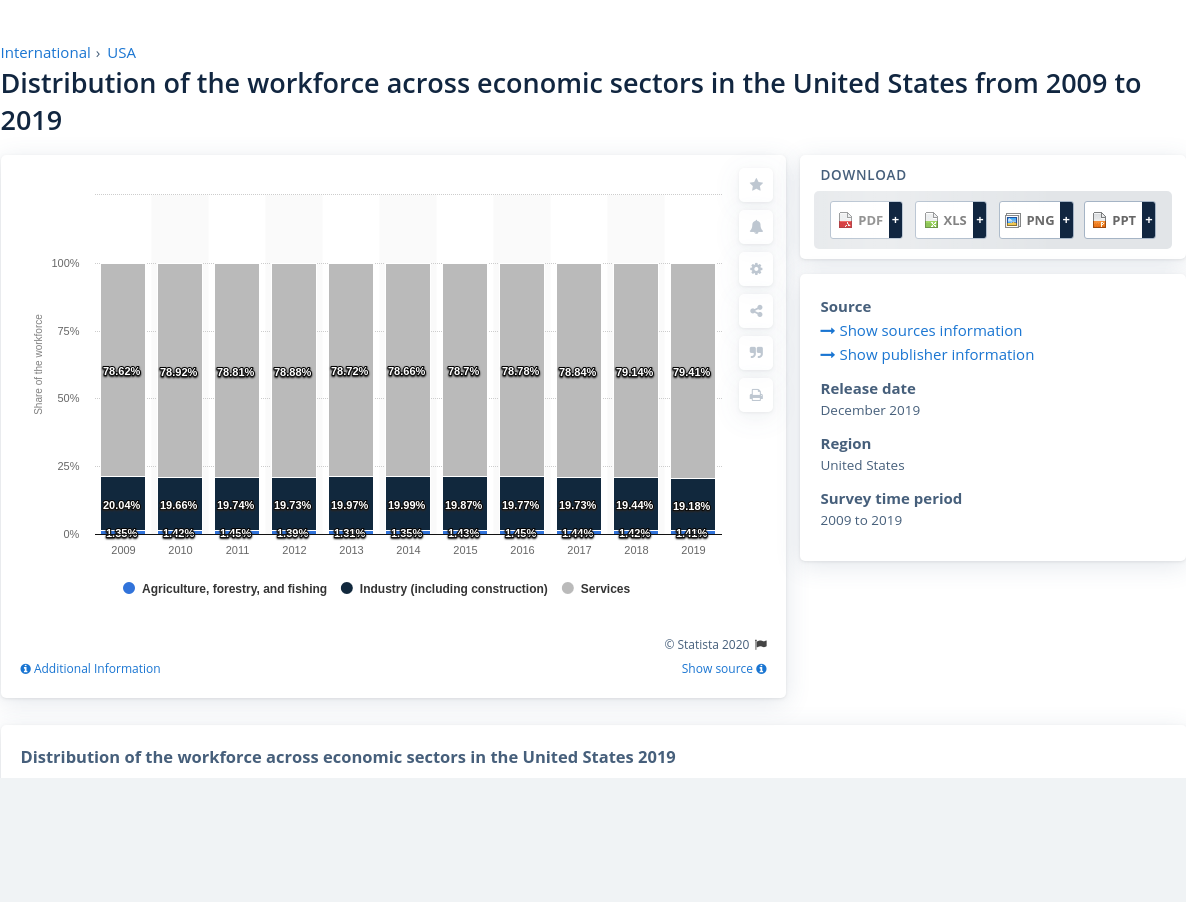 International › USA
Distribution of the workforce across economic sectors in the United States from 2009 to
2019
DOWNLOAD
PDF +
XLS +
PNG +
PPT +
Share of the workforce
100%
75%
50%
25%
0%
78.62% 78.92% 78.81% 78.88% 78.72% 78.66% 78.7% 78.78% 78.84% 79.14% 79.41%
20.04% 19.66% 19.74% 19.73% 19.97% 19.99% 19.87% 19.77% 19.73% 19.44% 19.18%
1.35% 1.42% 1.45% 1.39% 1.31% 1.35% 1.43% 1.45% 1.44% 1.42% 1.41%
2009 2010 2011 2012 2013 2014 2015 2016 2017 2018 2019
Agriculture, forestry, and fishing Industry (including construction) Services
© Statista 2020
Additional Information Show source
Source
Show sources information
Show publisher information
Release date
December 2019
Region
United States
Survey time period
2009 to 2019
Distribution of the workforce across economic sectors in the United States 2019